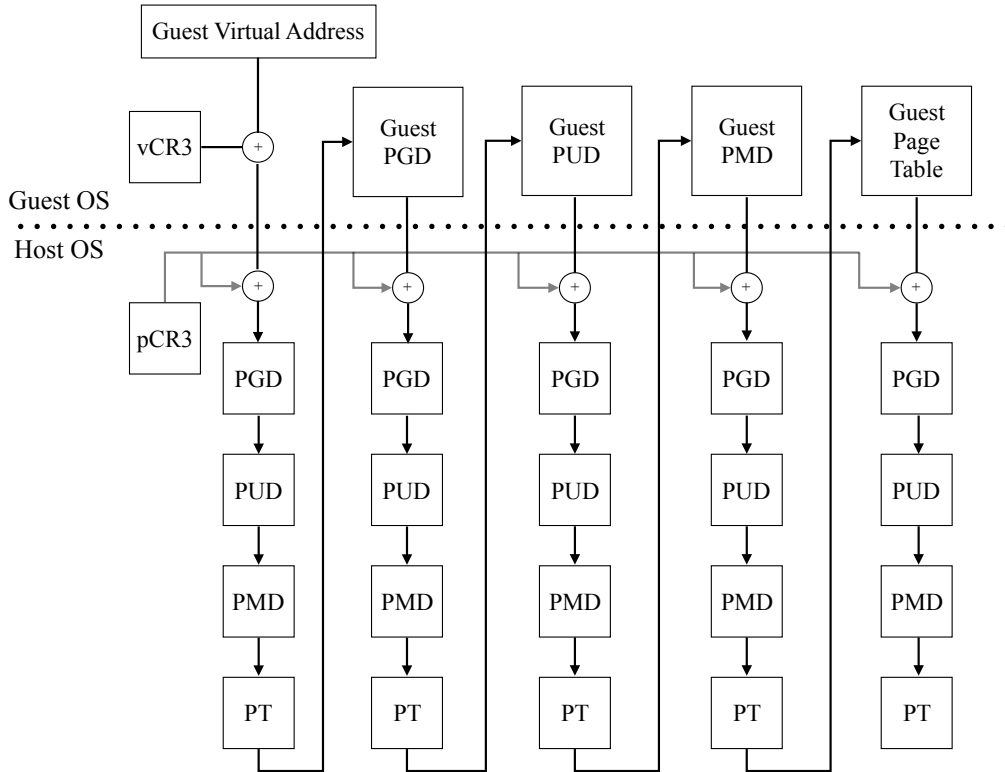 Guest Virtual Address
vCR3
+
Guest
PGD
Guest
PUD
Guest
PMD
Guest
Page
Table
Guest OS
Host OS
+
+
+
+
+
pCR3
PGD
PGD
PGD
PGD
PGD
PUD
PUD
PUD
PUD
PUD
PMD
PMD
PMD
PMD
PMD
PT
PT
PT
PT
PT